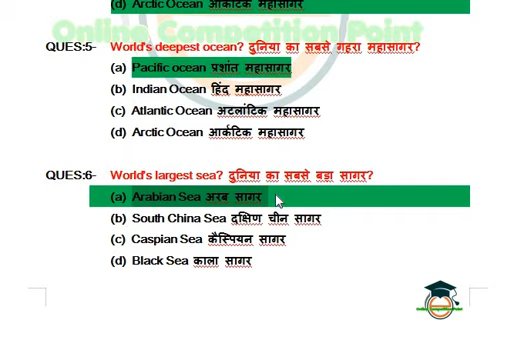 (d) Arctic Ocean आर्कटिक महासागर
Online Competition Point
QUES:5- World's deepest ocean? दुनिया का सबसे गहरा महासागर?
(a) Pacific ocean प्रशांत महासागर
(b) Indian Ocean हिंद महासागर
(c) Atlantic Ocean अटलांटिक महासागर
(d) Arctic Ocean आर्कटिक महासागर
QUES:6- World's largest sea? दुनिया का सबसे बड़ा सागर?
(a) Arabian Sea अरब सागर
(b) South China Sea दक्षिण चीन सागर
(c) Caspian Sea कैस्पियन सागर
(d) Black Sea काला सागर
Online Competition Point